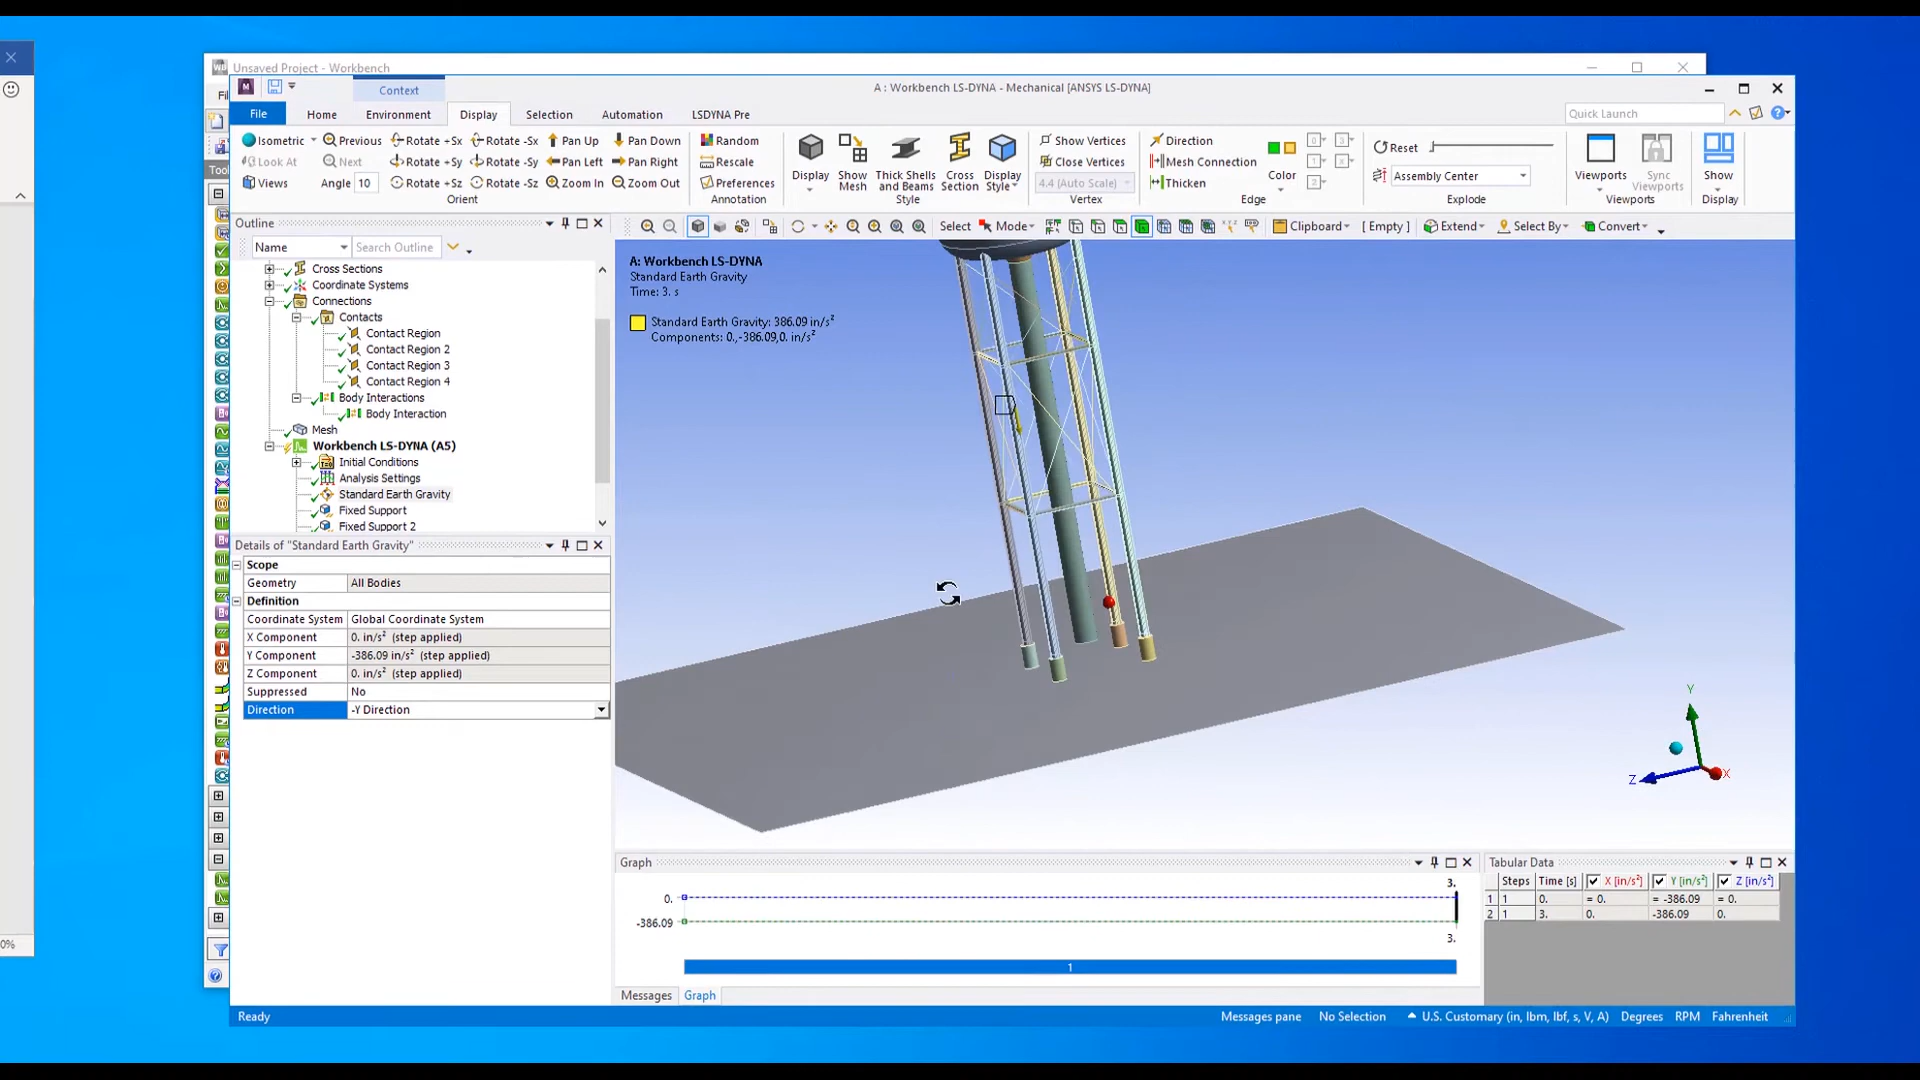 Unsaved Project - Workbench
Context
A : Workbench LS-DYNA - Mechanical [ANSYS LS-DYNA]
File
Home
Environment
Display
Selection
Automation
LSDYNA Pre
Quick Launch
Isometric
Previous
Rotate +Sx
Rotate -Sx
Pan Up
Pan Down
Look At
Next
Rotate +Sy
Rotate -Sy
Pan Left
Pan Right
Views
Angle 10
Rotate +Sz
Rotate -Sz
Zoom In
Zoom Out
Orient
Random
Rescale
Preferences
Annotation
Display
Show Mesh
Thick Shells and Beams
Cross Section
Display Style
Style
Show Vertices
Close Vertices
4.4 (Auto Scale)
Vertex
Direction
Mesh Connection
Thicken
Color
Edge
Reset
Assembly Center
Explode
Viewports
Sync Viewports
Viewports
Show
Display
Outline
Name
Search Outline
Select
Mode
Clipboard
[ Empty ]
Extend
Select By
Convert
Cross Sections
Coordinate Systems
Connections
Contacts
Contact Region
Contact Region 2
Contact Region 3
Contact Region 4
Body Interactions
Body Interaction
Mesh
Workbench LS-DYNA (A5)
Initial Conditions
Analysis Settings
Standard Earth Gravity
Fixed Support
Fixed Support 2
Details of "Standard Earth Gravity"
Scope
Geometry All Bodies
Definition
Coordinate System Global Coordinate System
X Component 0. in/s² (step applied)
Y Component -386.09 in/s² (step applied)
Z Component 0. in/s² (step applied)
Suppressed No
Direction -Y Direction
A: Workbench LS-DYNA
Standard Earth Gravity
Time: 3. s
Standard Earth Gravity: 386.09 in/s²
Components: 0.,-386.09,0. in/s²
Y
Z
X
Graph
3.
0.
-386.09
3.
1
Messages
Graph
Tabular Data
Steps Time [s] X [in/s²] Y [in/s²] Z [in/s²]
1 1 0. = 0. = -386.09 = 0.
2 1 3. 0. -386.09 0.
0%
Ready
Messages pane
No Selection
U.S. Customary (in, lbm, lbf, s, V, A)
Degrees
RPM
Fahrenheit